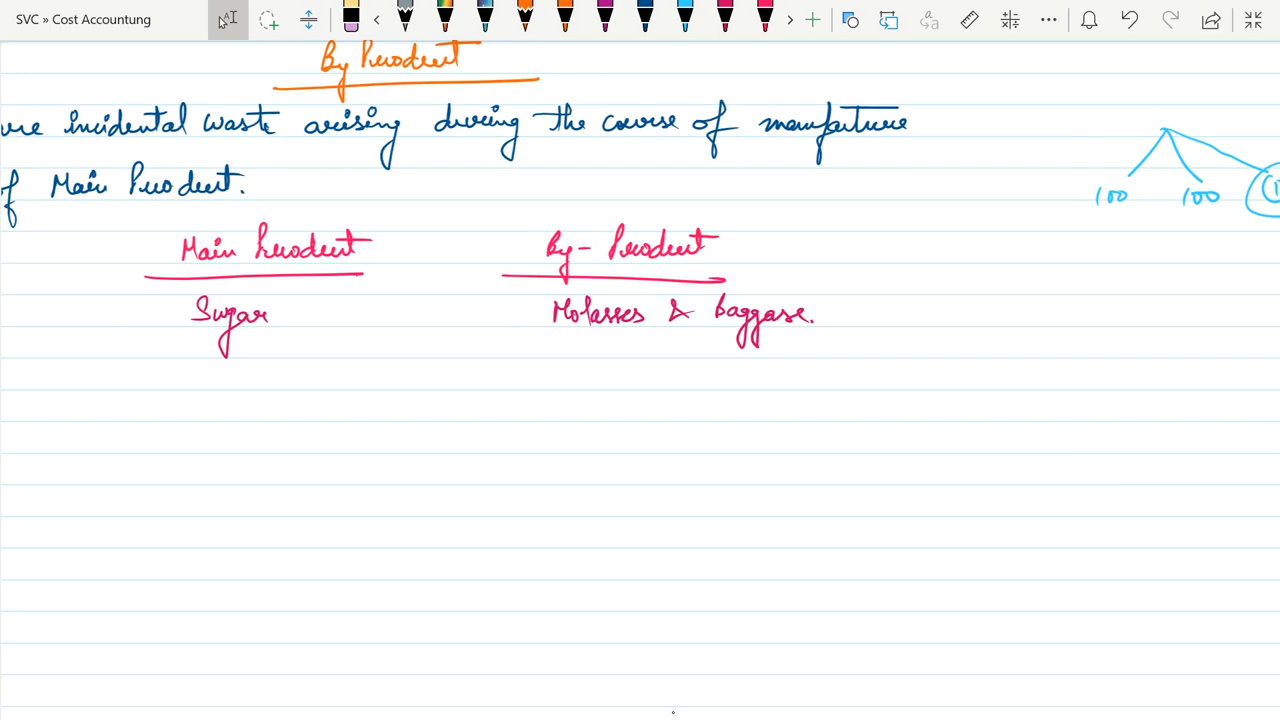 SVC » Cost Accountung
By Product
are incidental waste arising during the course of manufature
of Main Product.
100 100
Main Product By- Product
Sugar Molasses & Baggase.